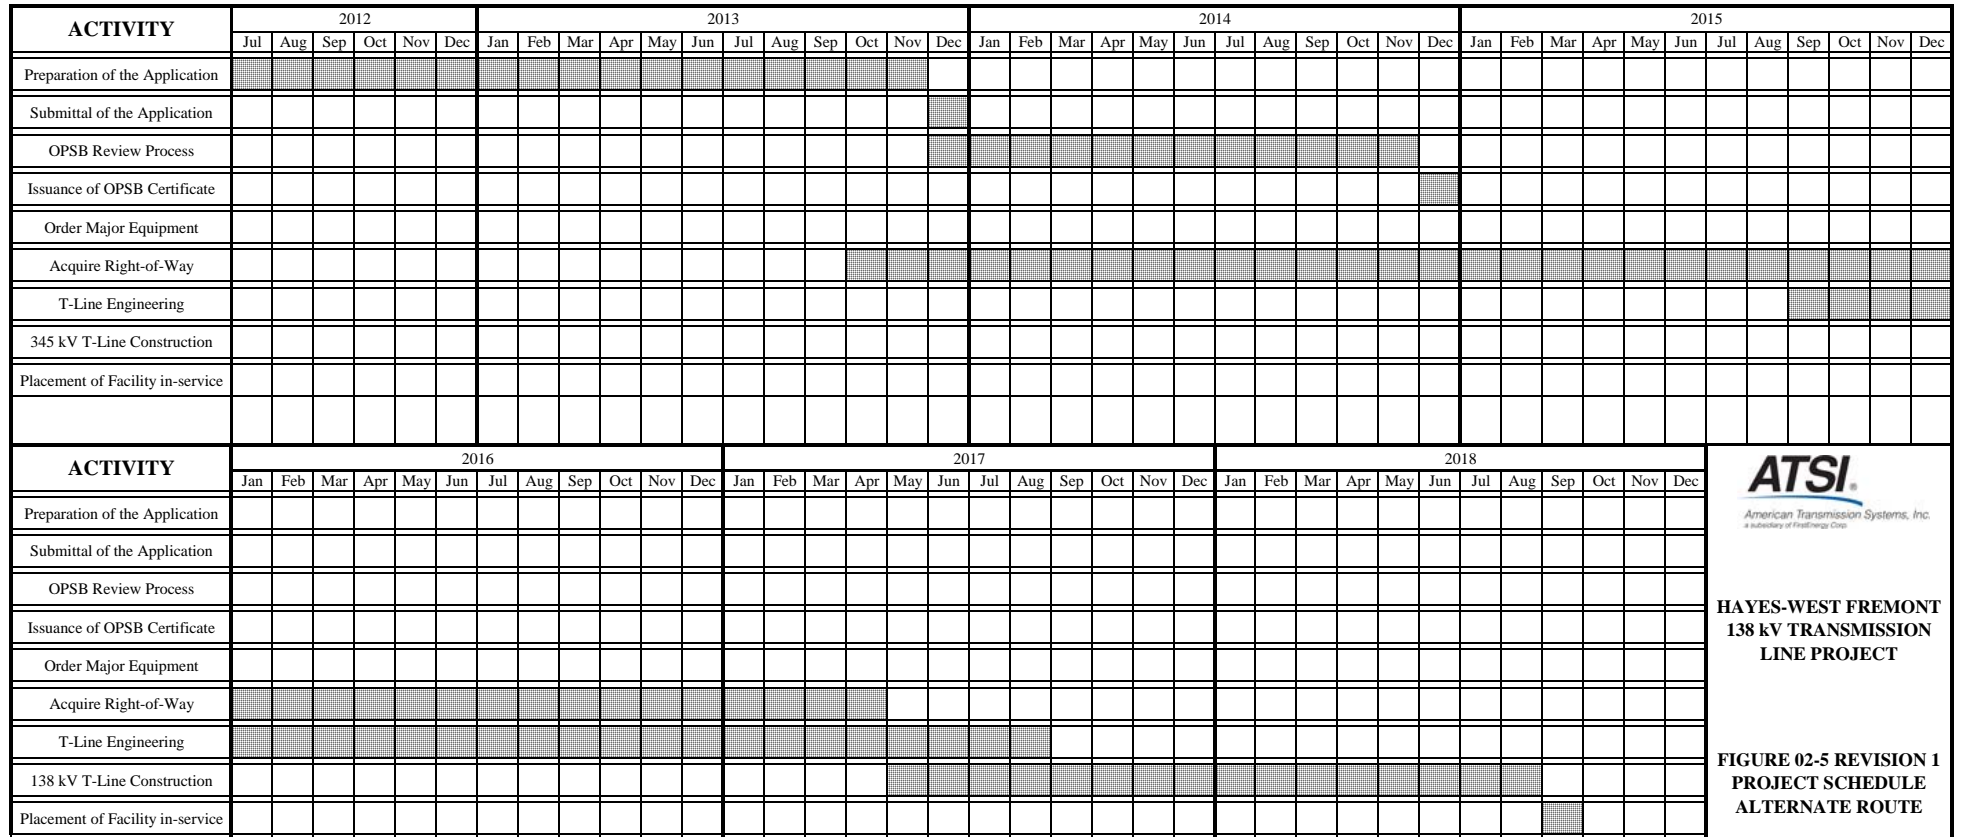 ACTIVITY
2012 2013 2014 2015
Jul Aug Sep Oct Nov Dec Jan Feb Mar Apr May Jun Jul Aug Sep Oct Nov Dec Jan Feb Mar Apr May Jun Jul Aug Sep Oct Nov Dec Jan Feb Mar Apr May Jun Jul Aug Sep Oct Nov Dec
Preparation of the Application
Submittal of the Application
OPSB Review Process
Issuance of OPSB Certificate
Order Major Equipment
Acquire Right-of-Way
T-Line Engineering
345 kV T-Line Construction
Placement of Facility in-service
ACTIVITY
2016 2017 2018
Jan Feb Mar Apr May Jun Jul Aug Sep Oct Nov Dec Jan Feb Mar Apr May Jun Jul Aug Sep Oct Nov Dec Jan Feb Mar Apr May Jun Jul Aug Sep Oct Nov Dec
Preparation of the Application
Submittal of the Application
OPSB Review Process
Issuance of OPSB Certificate
Order Major Equipment
Acquire Right-of-Way
T-Line Engineering
138 kV T-Line Construction
Placement of Facility in-service
ATSI®
American Transmission Systems, Inc.
a subsidiary of FirstEnergy Corp.
HAYES-WEST FREMONT
138 kV TRANSMISSION
LINE PROJECT
FIGURE 02-5 REVISION 1
PROJECT SCHEDULE
ALTERNATE ROUTE